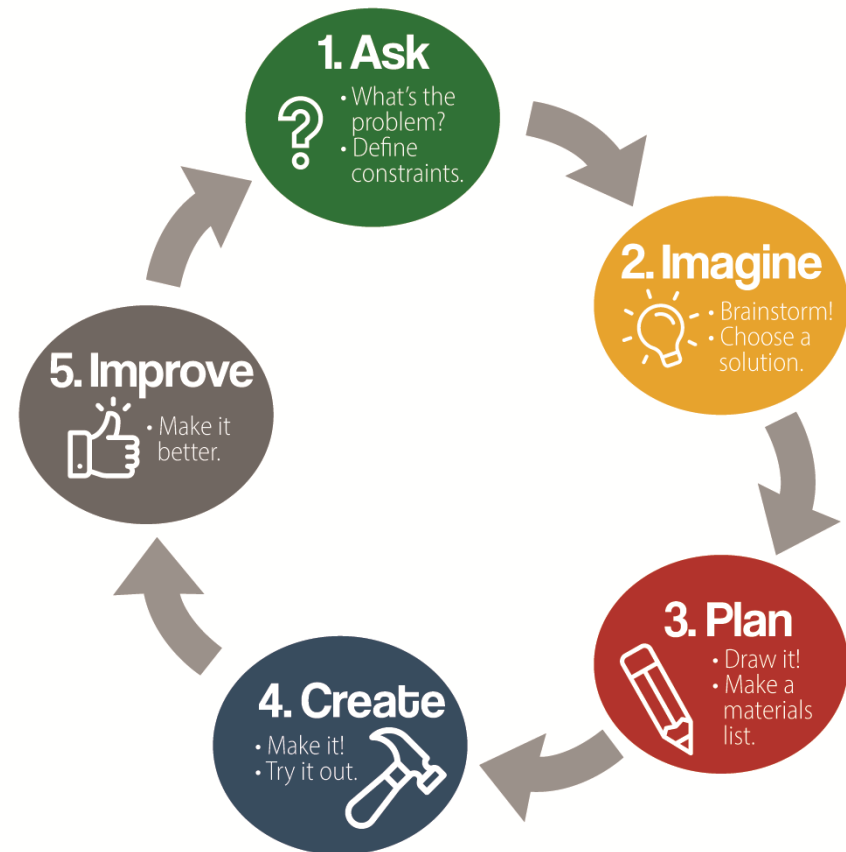 1. Ask
• What's the
problem?
• Define
constraints.
2. Imagine
• Brainstorm!
• Choose a
solution.
3. Plan
• Draw it!
• Make a
materials
list.
4. Create
• Make it!
• Try it out.
5. Improve
• Make it
better.